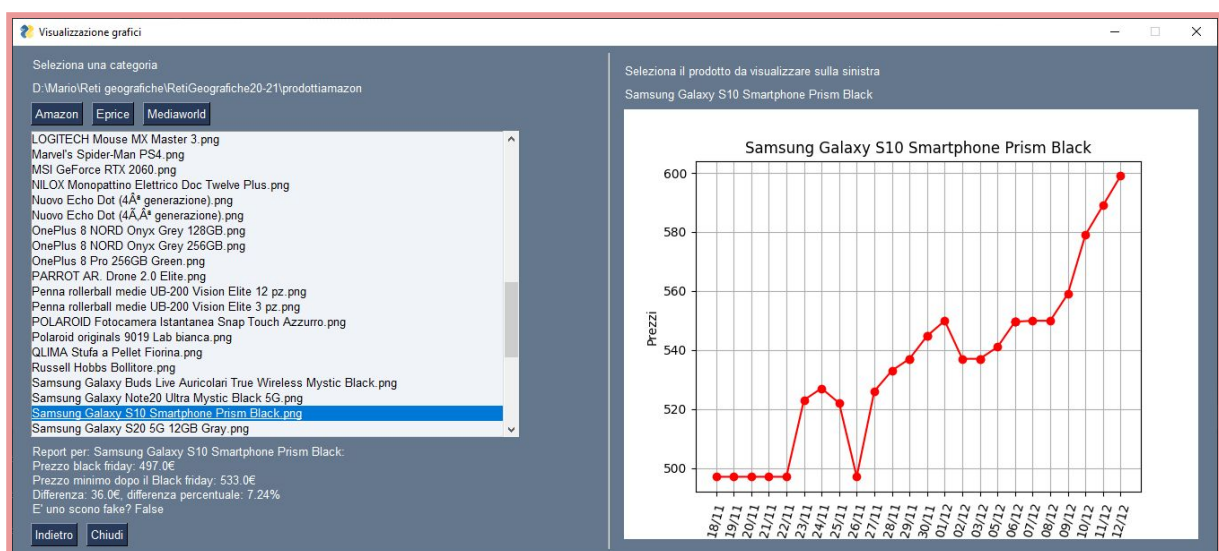 Visualizzazione grafici
Seleziona una categoria
D:\Mario\Reti geografiche\RetiGeografiche20-21\prodottiamazon
Amazon Eprice Mediaworld
LOGITECH Mouse MX Master 3.png
Marvel's Spider-Man PS4.png
MSI GeForce RTX 2060.png
NILOX Monopattino Elettrico Doc Twelve Plus.png
Nuovo Echo Dot (4Âª generazione).png
Nuovo Echo Dot (4Ã‚Âª generazione).png
OnePlus 8 NORD Onyx Grey 128GB.png
OnePlus 8 NORD Onyx Grey 256GB.png
OnePlus 8 Pro 256GB Green.png
PARROT AR. Drone 2.0 Elite.png
Penna rollerball medie UB-200 Vision Elite 12 pz.png
Penna rollerball medie UB-200 Vision Elite 3 pz.png
POLAROID Fotocamera Istantanea Snap Touch Azzurro.png
Polaroid originals 9019 Lab bianca.png
QLIMA Stufa a Pellet Fiorina.png
Russell Hobbs Bollitore.png
Samsung Galaxy Buds Live Auricolari True Wireless Mystic Black.png
Samsung Galaxy Note20 Ultra Mystic Black 5G.png
Samsung Galaxy S10 Smartphone Prism Black.png
Samsung Galaxy S20 5G 12GB Gray.png
Report per: Samsung Galaxy S10 Smartphone Prism Black:
Prezzo black friday: 497.0€
Prezzo minimo dopo il Black friday: 533.0€
Differenza: 36.0€, differenza percentuale: 7.24%
E' uno scono fake? False
Indietro Chiudi
Seleziona il prodotto da visualizzare sulla sinistra
Samsung Galaxy S10 Smartphone Prism Black
Samsung Galaxy S10 Smartphone Prism Black
600
580
560
540
520
500
Prezzi
18/11
19/11
20/11
21/11
22/11
23/11
24/11
25/11
26/11
27/11
28/11
29/11
30/11
01/12
02/12
03/12
05/12
06/12
07/12
08/12
09/12
10/12
11/12
12/12